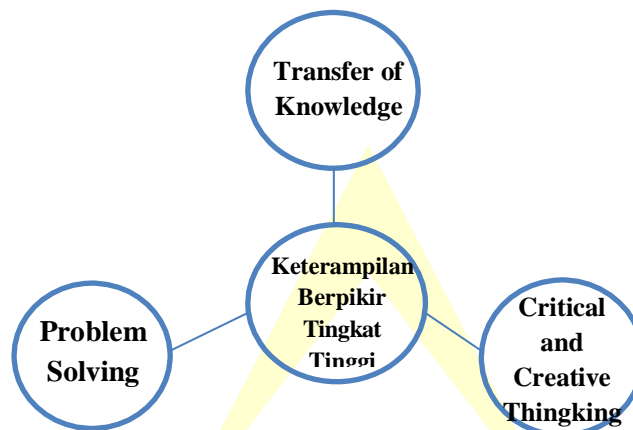 Transfer of
Knowledge
Keterampilan
Berpikir
Tingkat
Tinggi
Problem
Solving
Critical
and
Creative
Thingking